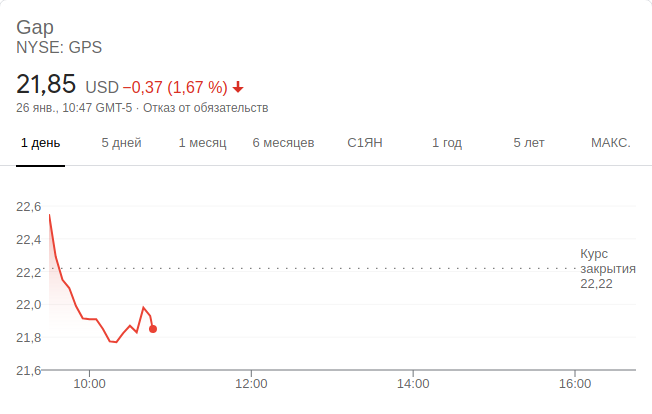 Gap
NYSE: GPS
21,85 USD −0,37 (1,67 %)
26 янв., 10:47 GMT-5 · Отказ от обязательств
1 день 5 дней 1 месяц 6 месяцев С1ЯН 1 год 5 лет МАКС.
22,6
22,4
Курс
закрытия
22,22
22,2
22,0
21,8
21,6
10:00 12:00 14:00 16:00